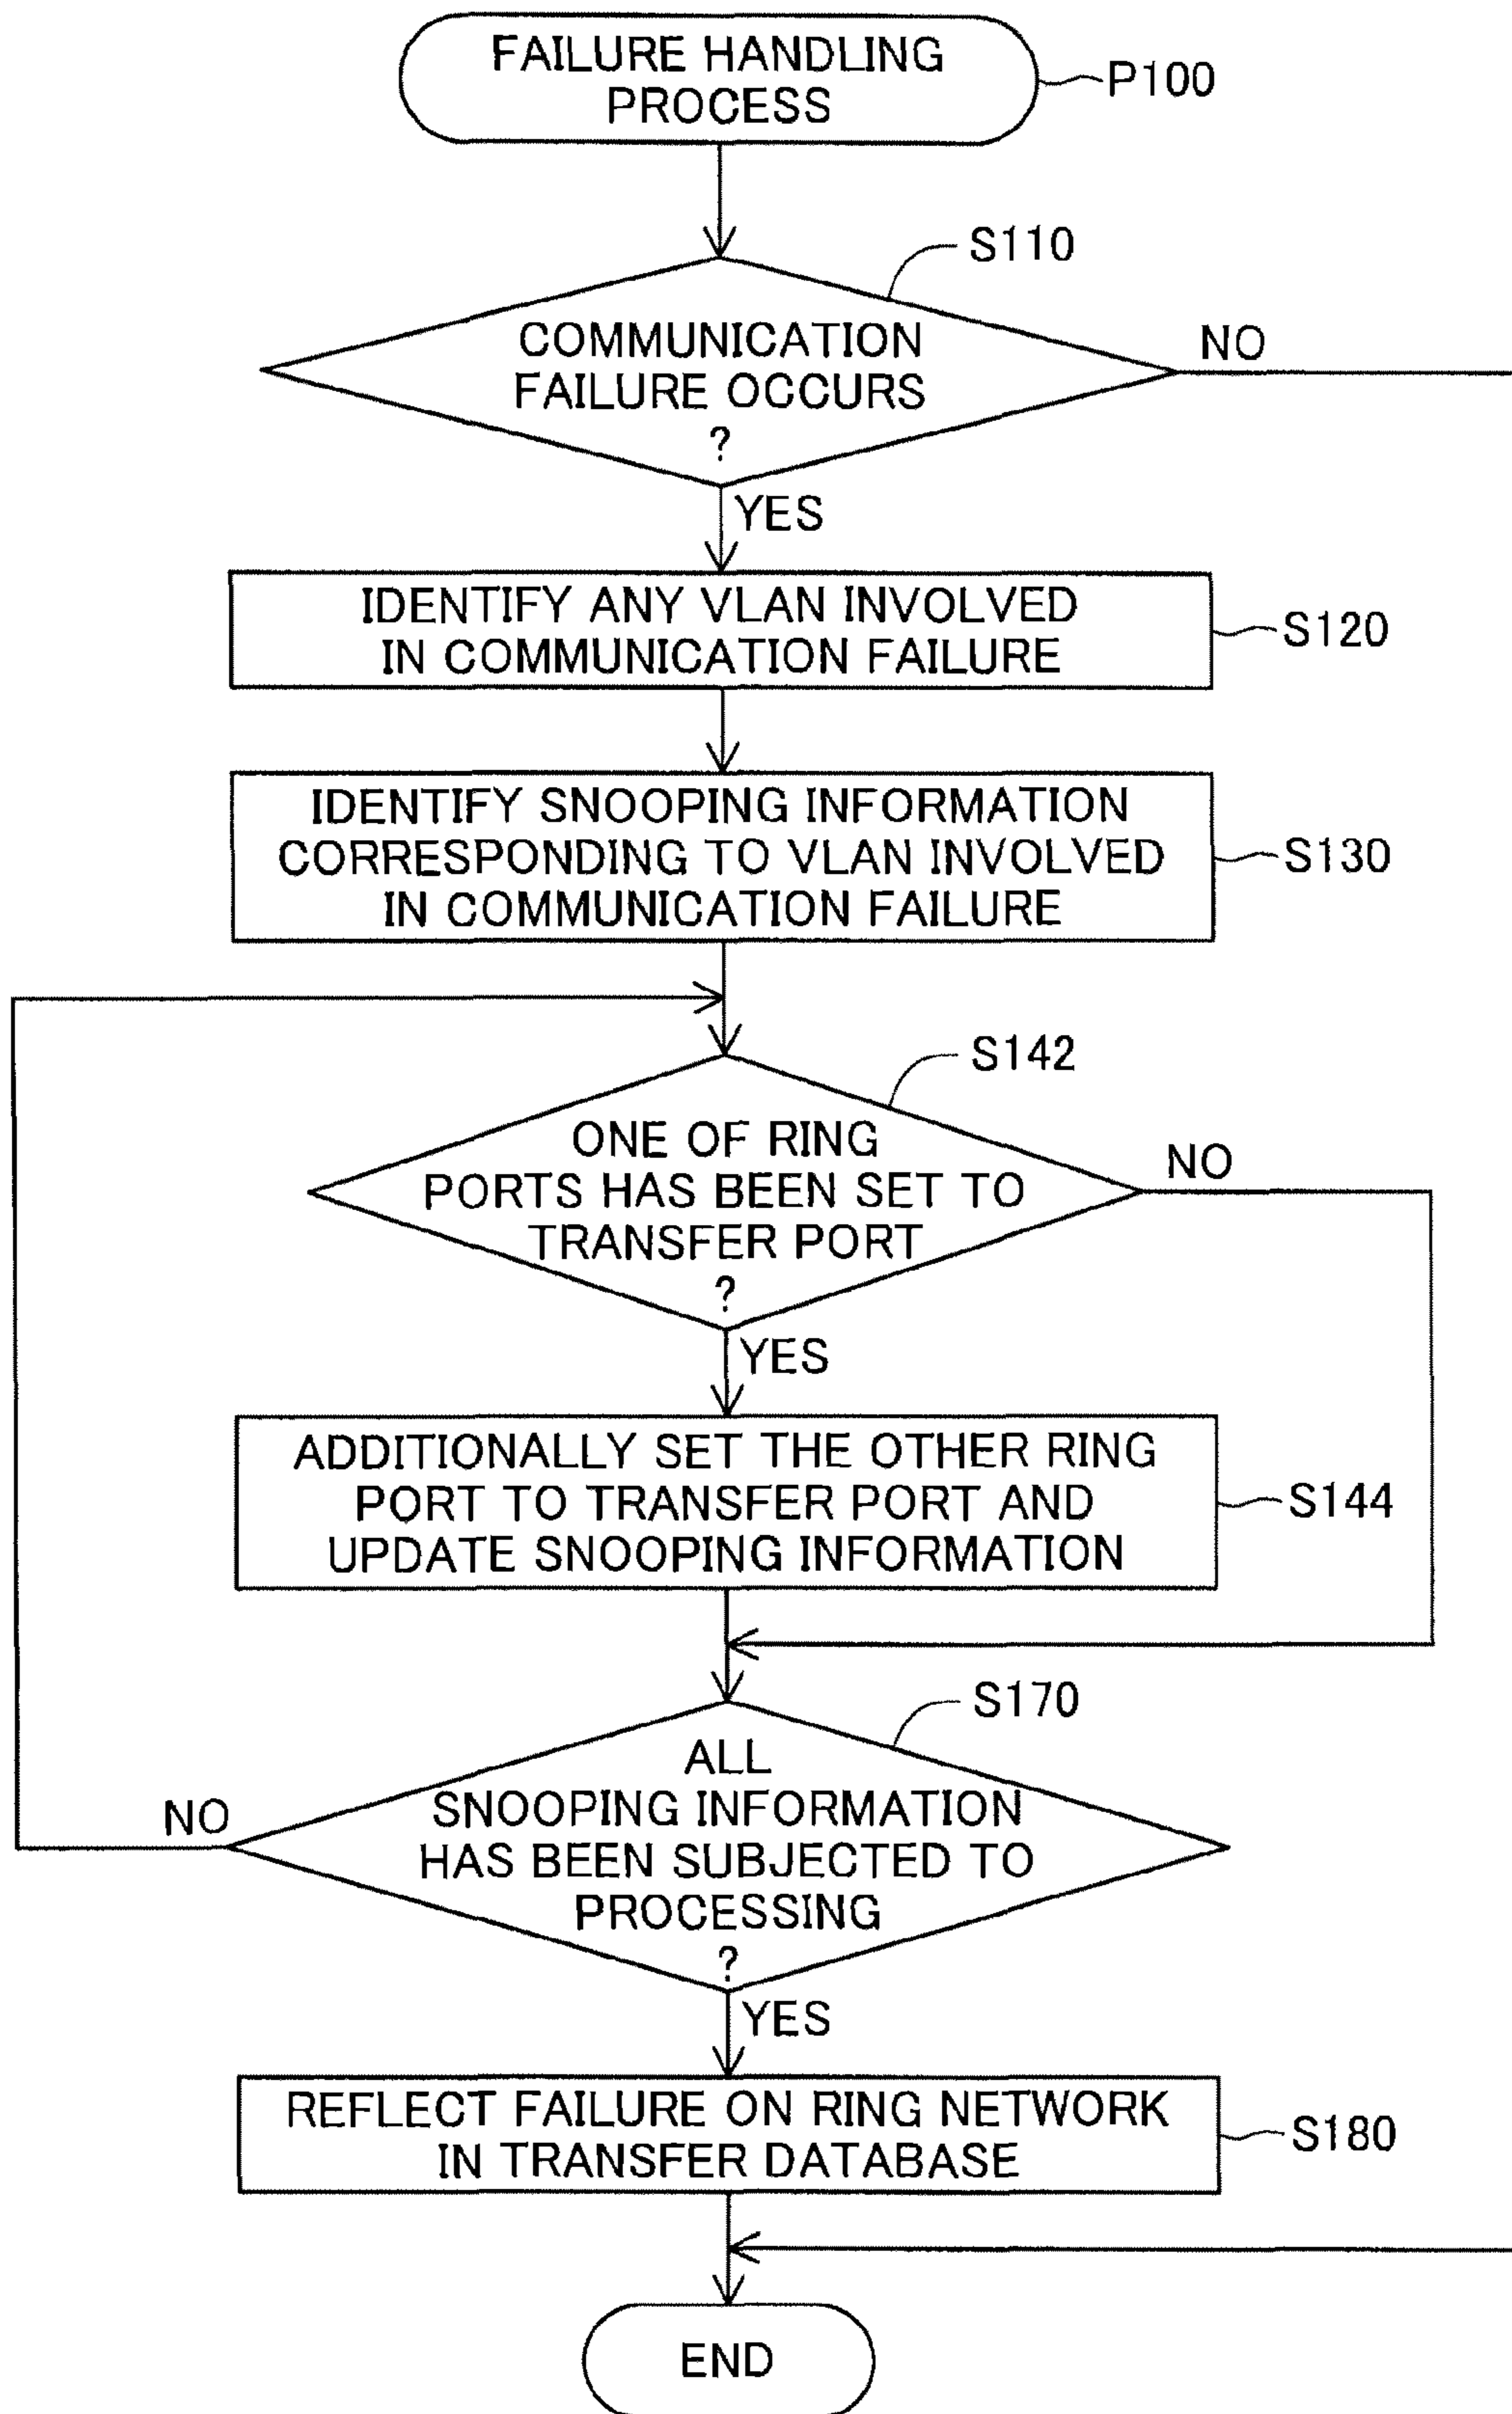 FAILURE HANDLING
PROCESS
P100
S110
COMMUNICATION
FAILURE OCCURS
?
NO
YES
IDENTIFY ANY VLAN INVOLVED
IN COMMUNICATION FAILURE
S120
IDENTIFY SNOOPING INFORMATION
CORRESPONDING TO VLAN INVOLVED
IN COMMUNICATION FAILURE
S130
S142
ONE OF RING
PORTS HAS BEEN SET TO
TRANSFER PORT
?
NO
YES
ADDITIONALLY SET THE OTHER RING
PORT TO TRANSFER PORT AND
UPDATE SNOOPING INFORMATION
S144
S170
ALL
SNOOPING INFORMATION
HAS BEEN SUBJECTED TO
PROCESSING
?
NO
YES
REFLECT FAILURE ON RING NETWORK
IN TRANSFER DATABASE
S180
END